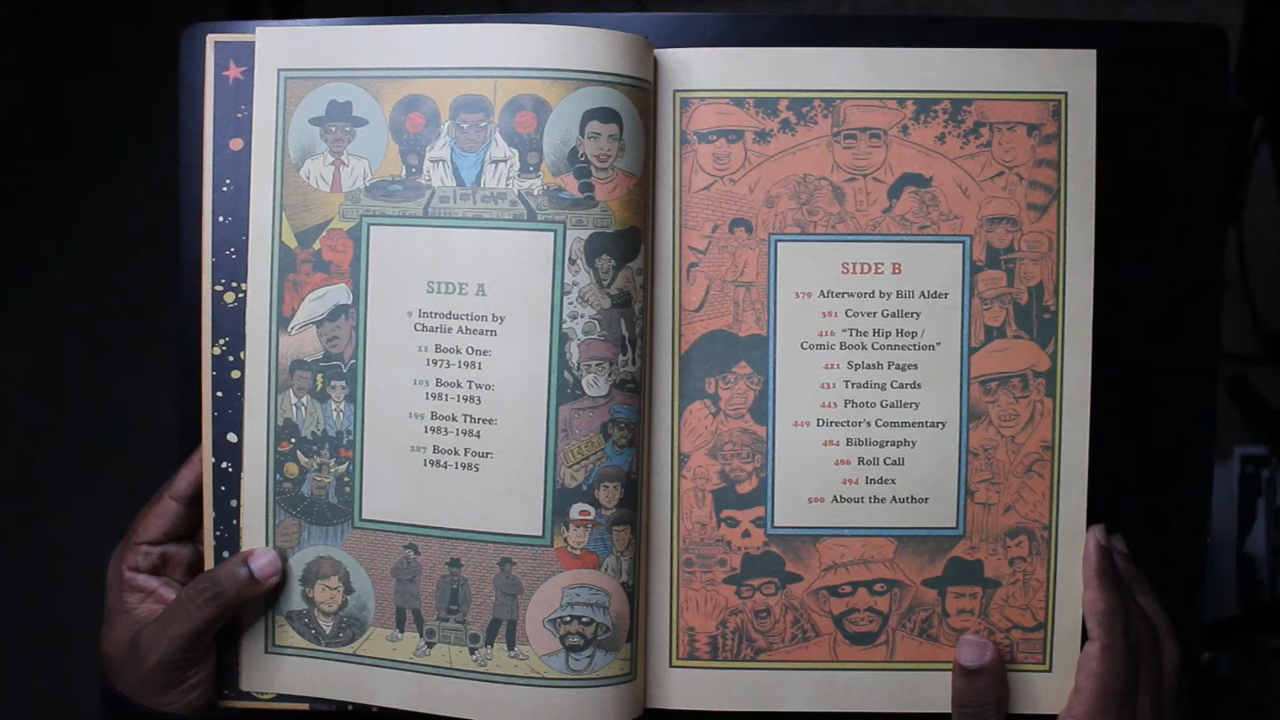 SIDE A
9 Introduction by
Charlie Ahearn
11 Book One:
1973–1981
103 Book Two:
1981–1983
195 Book Three:
1983–1984
287 Book Four:
1984–1985
SIDE B
379 Afterword by Bill Alder
381 Cover Gallery
416 "The Hip Hop /
Comic Book Connection"
421 Splash Pages
431 Trading Cards
443 Photo Gallery
449 Director's Commentary
484 Bibliography
486 Roll Call
494 Index
500 About the Author